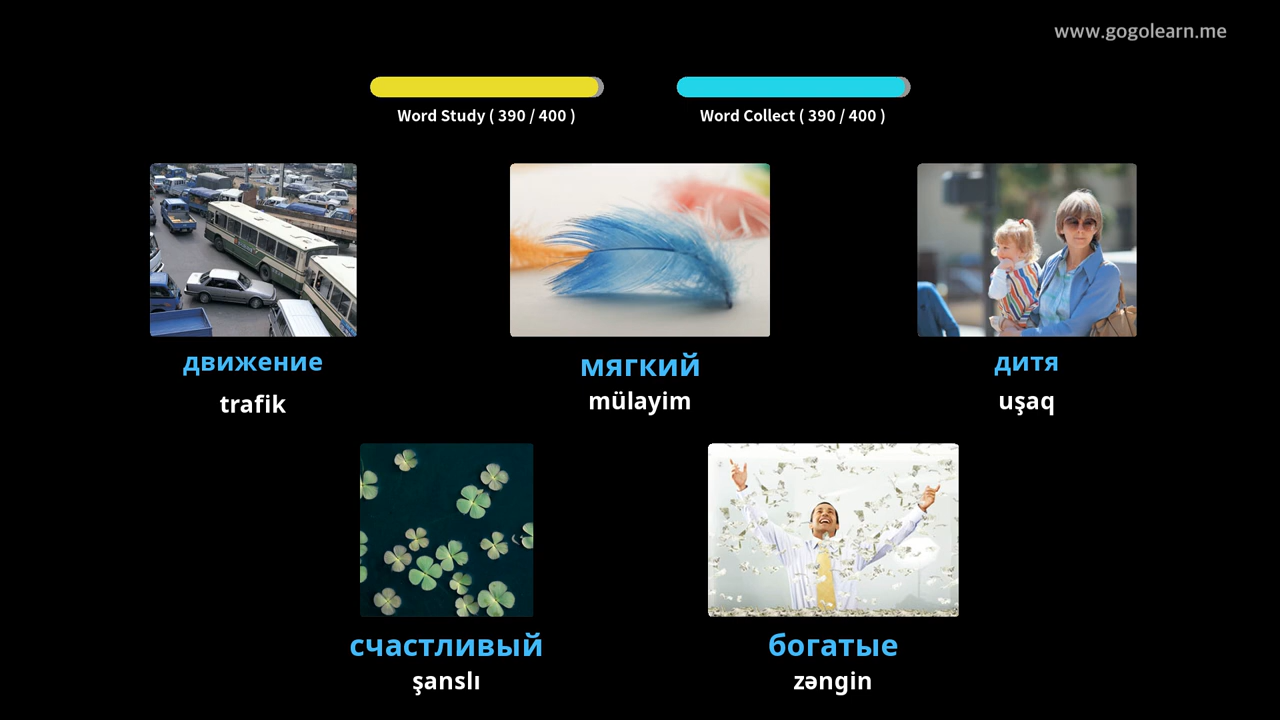 www.gogolearn.me
Word Study ( 390 / 400 )
Word Collect ( 390 / 400 )
движение
trafik
мягкий
mülayim
дитя
uşaq
счастливый
şanslı
богатые
zəngin